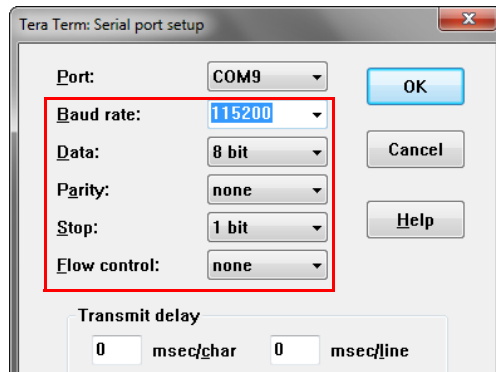 Tera Term: Serial port setup
Port: COM9 OK
Baud rate: 115200
Data: 8 bit Cancel
Parity: none
Stop: 1 bit Help
Flow control: none
Transmit delay
0 msec/char 0 msec/line